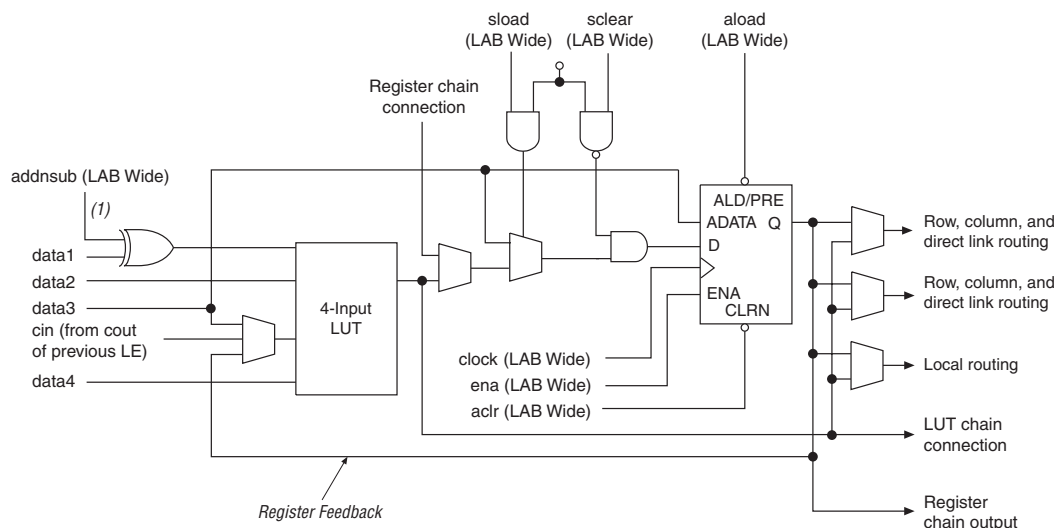 sload
(LAB Wide)
sclear
(LAB Wide)
aload
(LAB Wide)
Register chain
connection
addnsub (LAB Wide)
(1)
data1
data2
data3
cin (from cout
of previous LE)
data4
4-Input
LUT
ALD/PRE
ADATA
Q
D
ENA
CLRN
clock (LAB Wide)
ena (LAB Wide)
aclr (LAB Wide)
Row, column, and
direct link routing
Row, column, and
direct link routing
Local routing
LUT chain
connection
Register
chain output
Register Feedback